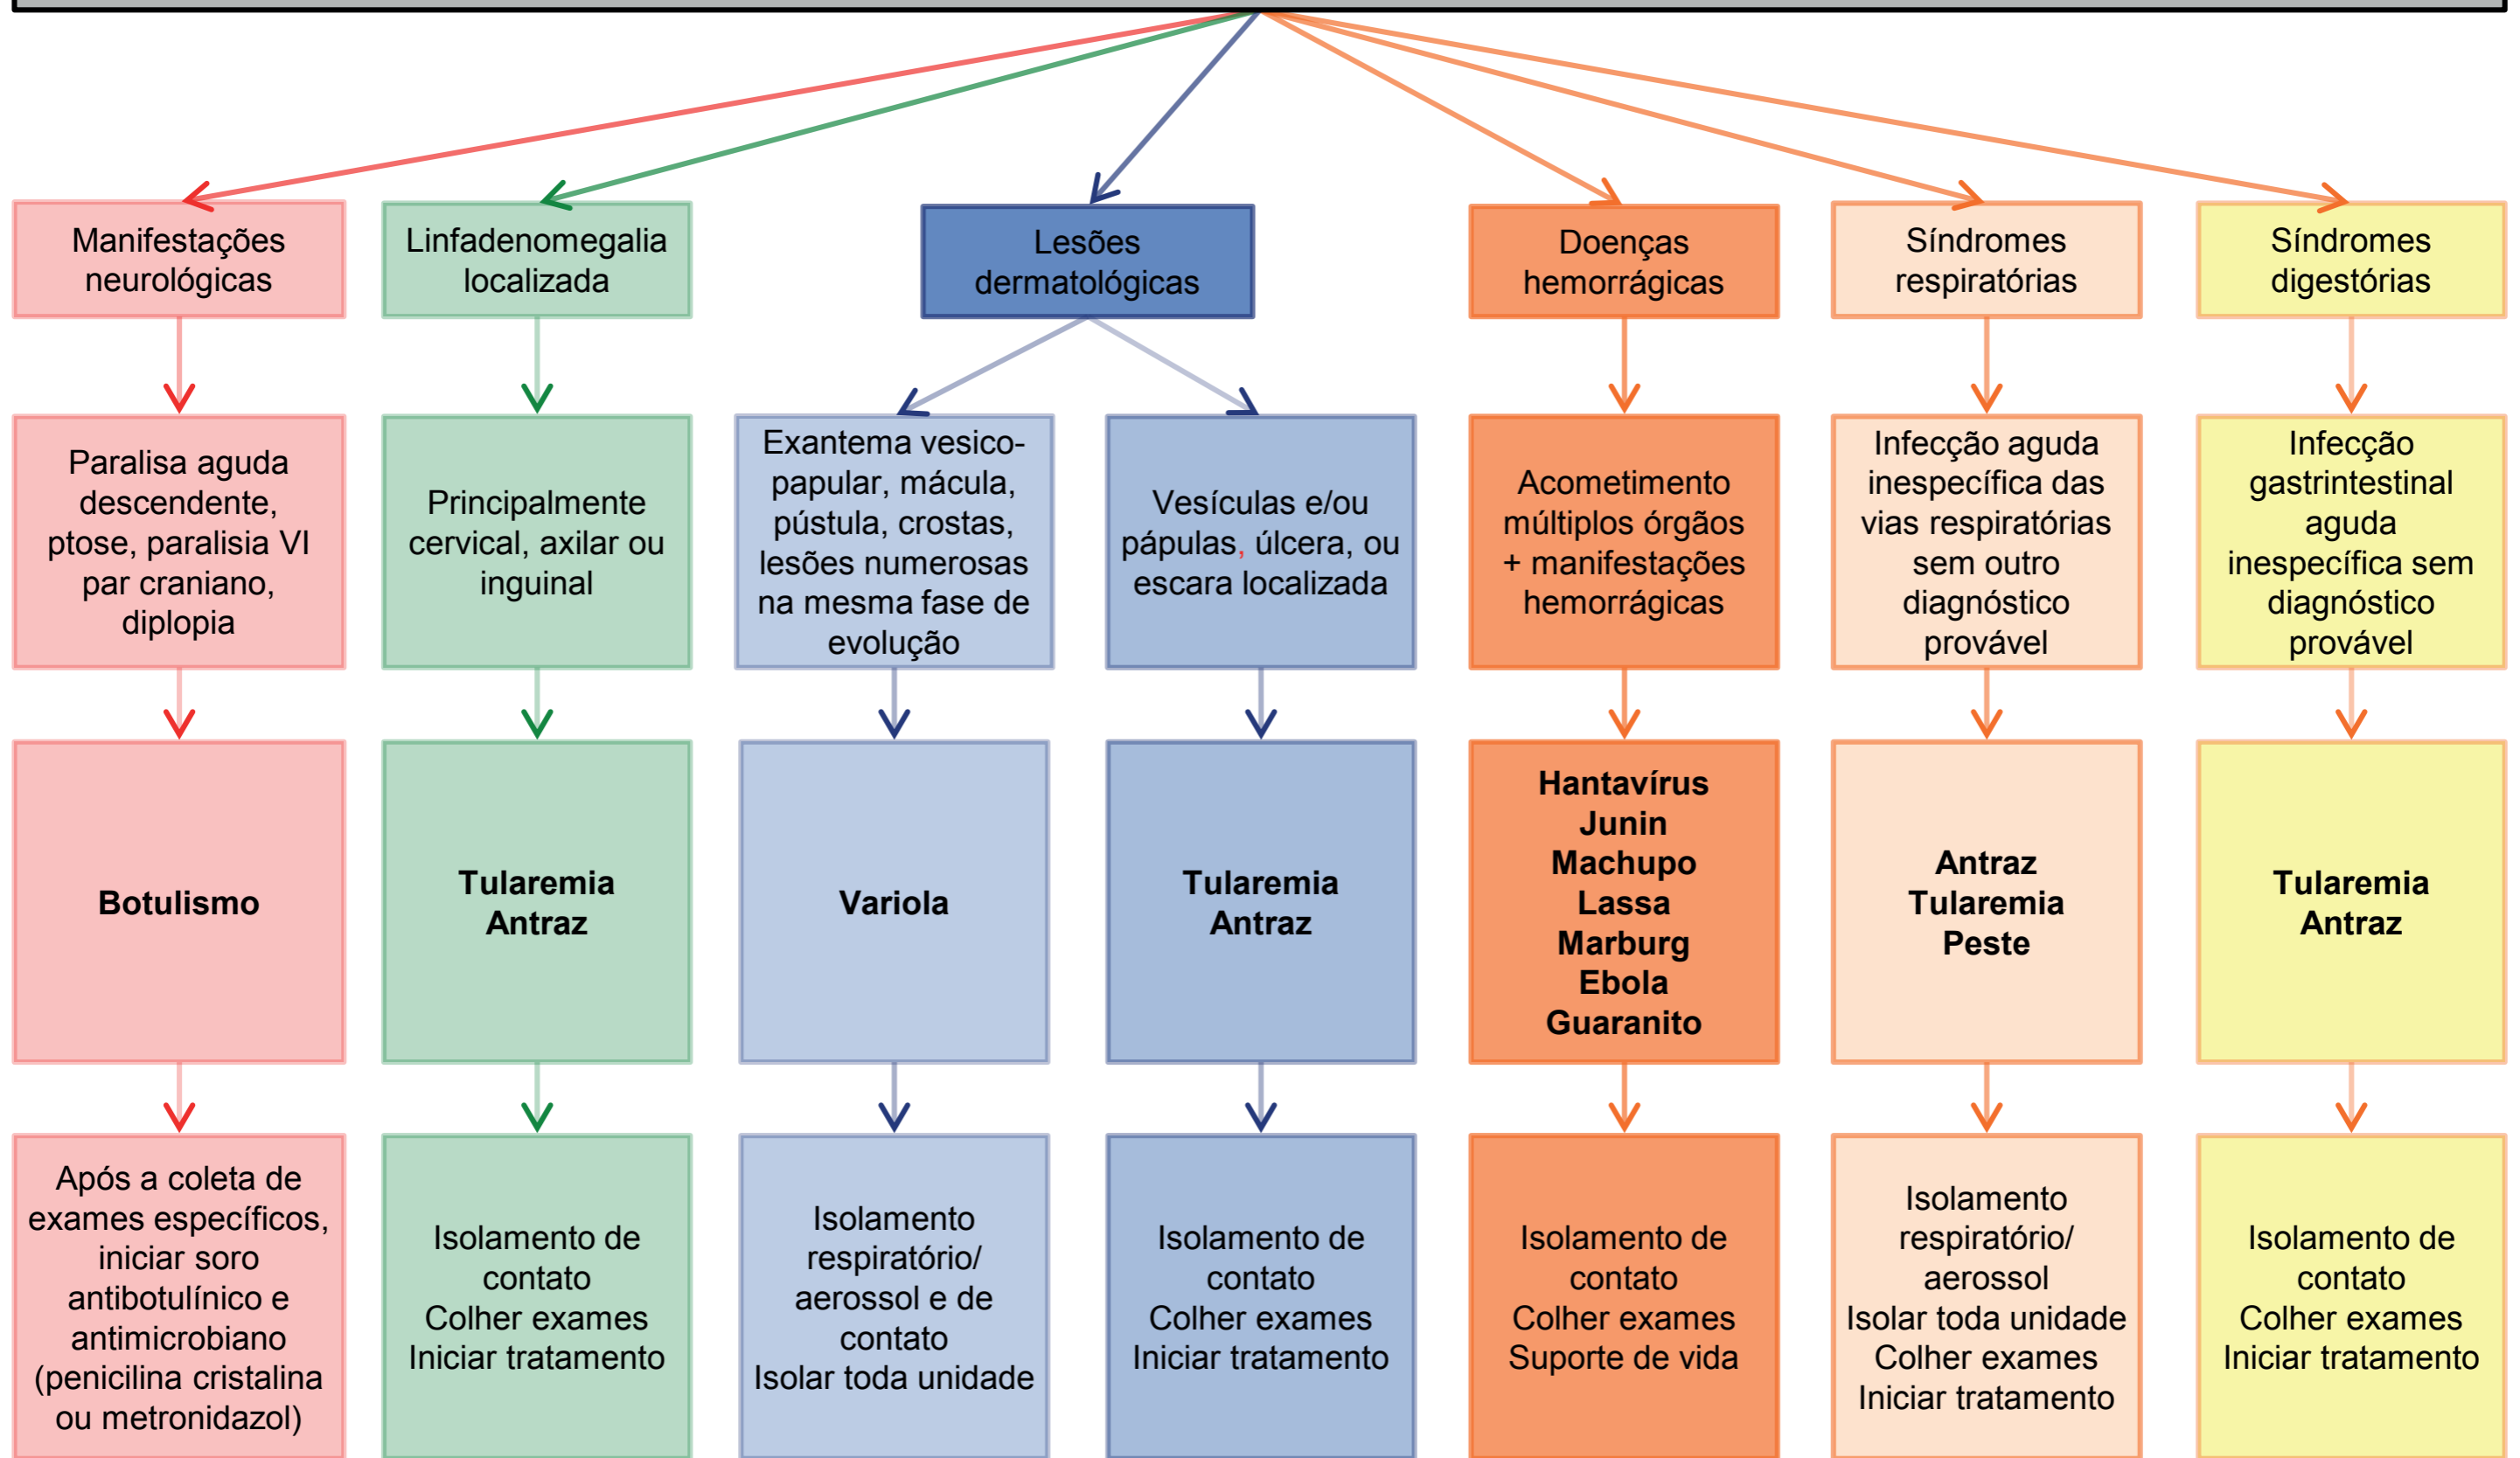 Manifestações
neurológicas
Linfadenomegalia
localizada
Lesões
dermatológicas
Doenças
hemorrágicas
Síndromes
respiratórias
Síndromes
digestórias
Paralisa aguda
descendente,
ptose, paralisia VI
par craniano,
diplopia
Principalmente
cervical, axilar ou
inguinal
Exantema vesico-
papular, mácula,
pústula, crostas,
lesões numerosas
na mesma fase de
evolução
Vesículas e/ou
pápulas, úlcera, ou
escara localizada
Acometimento
múltiplos órgãos
+ manifestações
hemorrágicas
Infecção aguda
inespecífica das
vias respiratórias
sem outro
diagnóstico
provável
Infecção
gastrintestinal
aguda
inespecífica sem
diagnóstico
provável
Botulismo
Tularemia
Antraz
Variola
Tularemia
Antraz
Hantavírus
Junin
Machupo
Lassa
Marburg
Ebola
Guaranito
Antraz
Tularemia
Peste
Tularemia
Antraz
Após a coleta de
exames específicos,
iniciar soro
antibotulínico e
antimicrobiano
(penicilina cristalina
ou metronidazol)
Isolamento de
contato
Colher exames
Iniciar tratamento
Isolamento
respiratório/
aerossol e de
contato
Isolar toda unidade
Isolamento de
contato
Colher exames
Iniciar tratamento
Isolamento de
contato
Colher exames
Suporte de vida
Isolamento
respiratório/
aerossol
Isolar toda unidade
Colher exames
Iniciar tratamento
Isolamento de
contato
Colher exames
Iniciar tratamento